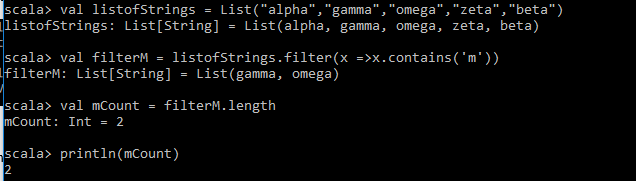 scala> val listofStrings = List("alpha","gamma","omega","zeta","beta")
listofStrings: List[String] = List(alpha, gamma, omega, zeta, beta)
scala> val filterM = listofStrings.filter(x =>x.contains('m'))
filterM: List[String] = List(gamma, omega)
scala> val mCount = filterM.length
mCount: Int = 2
scala> println(mCount)
2